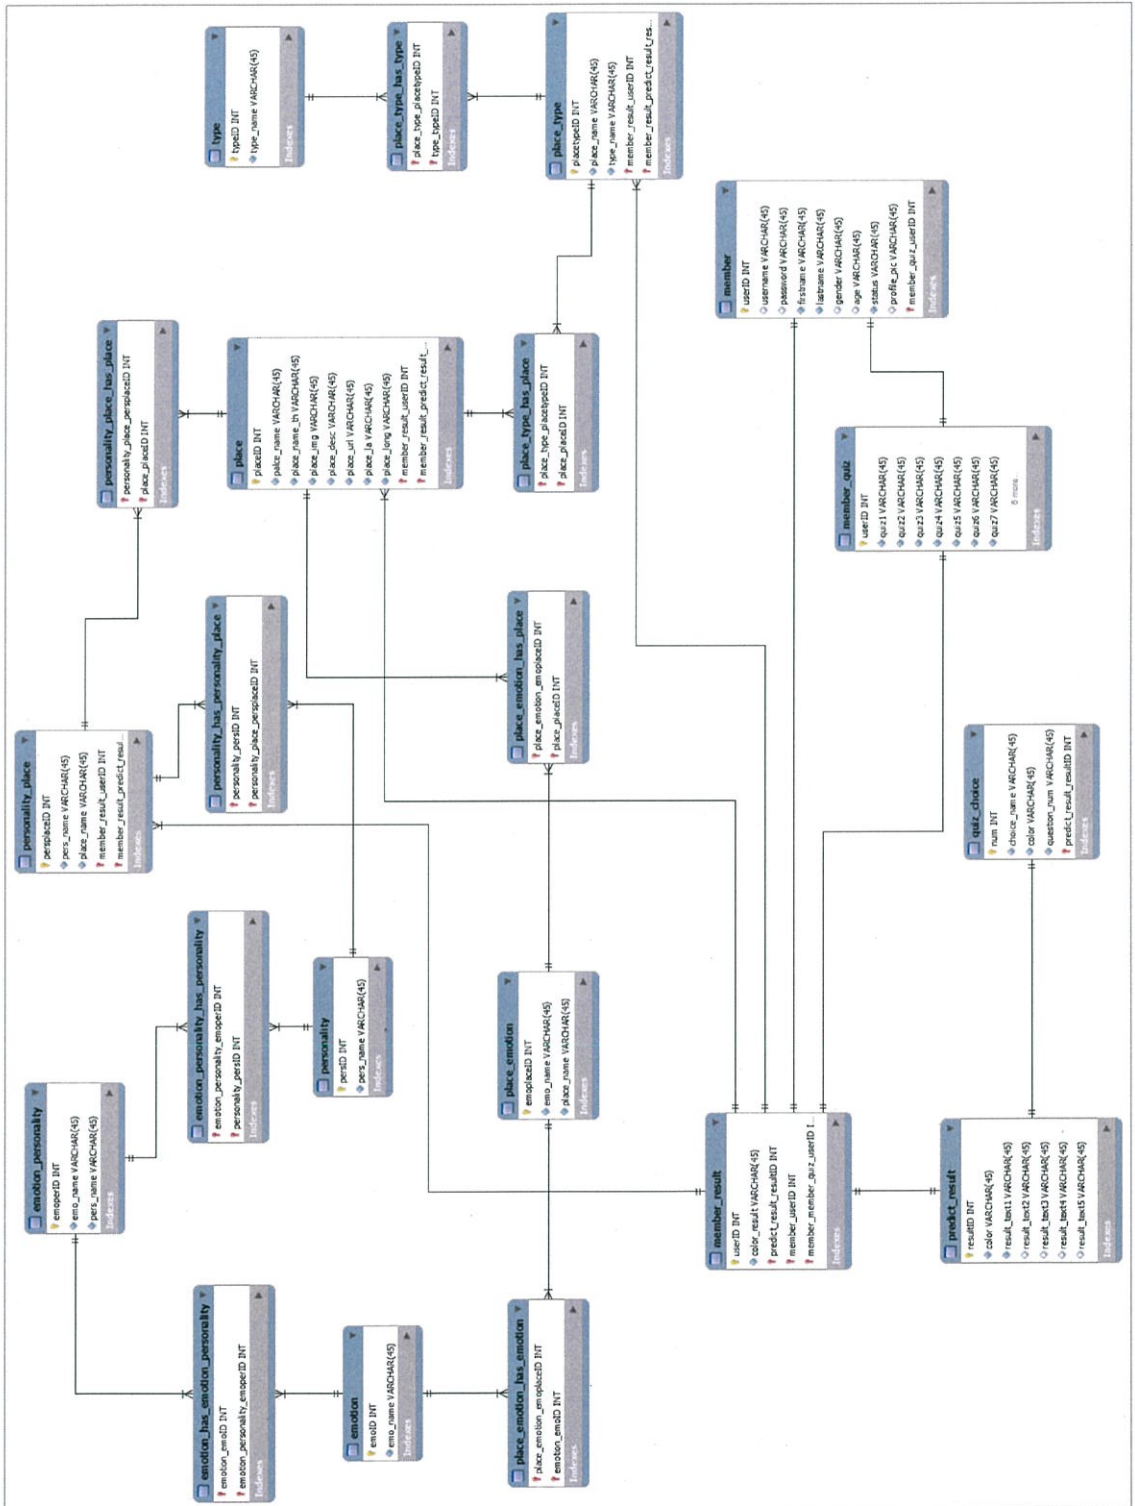 type
typeID INT
type_name VARCHAR(45)
Indexes
place_type_has_type
place_type_placetypeID INT
type_typeID INT
Indexes
place_type
placetypeID INT
place_name VARCHAR(45)
type_name VARCHAR(45)
member_result_userID INT
member_result_predict_result_res...
Indexes
personality_place_has_place
personality_place_persplaceID INT
place_placeID INT
Indexes
place
placeID INT
palce_name VARCHAR(45)
place_name_th VARCHAR(45)
place_img VARCHAR(45)
place_desc VARCHAR(45)
place_url VARCHAR(45)
place_la VARCHAR(45)
place_long VARCHAR(45)
member_result_userID INT
member_result_predict_result_...
Indexes
place_type_has_place
place_type_placetypeID INT
place_placeID INT
Indexes
member
userID INT
username VARCHAR(45)
password VARCHAR(45)
firstname VARCHAR(45)
lastname VARCHAR(45)
gender VARCHAR(45)
age VARCHAR(45)
status VARCHAR(45)
profile_pic VARCHAR(45)
member_quiz_userID INT
Indexes
member_quiz
userID INT
quiz1 VARCHAR(45)
quiz2 VARCHAR(45)
quiz3 VARCHAR(45)
quiz4 VARCHAR(45)
quiz5 VARCHAR(45)
quiz6 VARCHAR(45)
quiz7 VARCHAR(45)
more...
Indexes
personality_place
persplaceID INT
pers_name VARCHAR(45)
place_name VARCHAR(45)
member_result_userID INT
member_result_predict_resul...
Indexes
personality_has_personality_place
personality_persID INT
personality_place_persplaceID INT
Indexes
place_emotion_has_place
place_emotion_emoplaceID INT
place_placeID INT
Indexes
quiz_choice
num INT
choice_name VARCHAR(45)
color VARCHAR(45)
queston_num VARCHAR(45)
predict_result_resultID INT
Indexes
emotion_personality
emoperID INT
emo_name VARCHAR(45)
pers_name VARCHAR(45)
Indexes
emotion_personality_has_personality
emotion_personality_emoperID INT
personality_persID INT
Indexes
personality
persID INT
pers_name VARCHAR(45)
Indexes
place_emotion
emoplaceID INT
emo_name VARCHAR(45)
place_name VARCHAR(45)
Indexes
member_result
userID INT
color_result VARCHAR(45)
predict_result_resultID INT
member_userID INT
member_member_quiz_userID I...
Indexes
predict_result
resultID INT
color VARCHAR(45)
result_text1 VARCHAR(45)
result_text2 VARCHAR(45)
result_text3 VARCHAR(45)
result_text4 VARCHAR(45)
result_text5 VARCHAR(45)
Indexes
emotion_has_emotion_personality
emotion_emoID INT
emotion_personality_emoperID INT
Indexes
emotion
emoID INT
emo_name VARCHAR(45)
Indexes
place_emotion_has_emotion
place_emotion_emoplaceID INT
emotion_emoID INT
Indexes